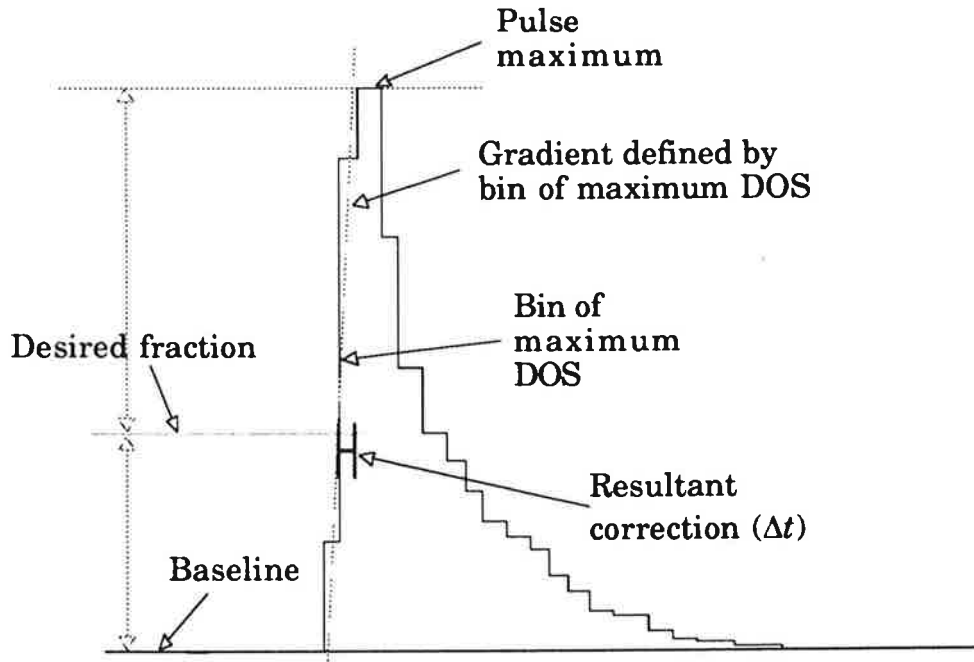 Pulse
maximum
Gradient defined by
bin of maximum DOS
Bin of
maximum
DOS
Desired fraction
Resultant
correction (Δt)
Baseline